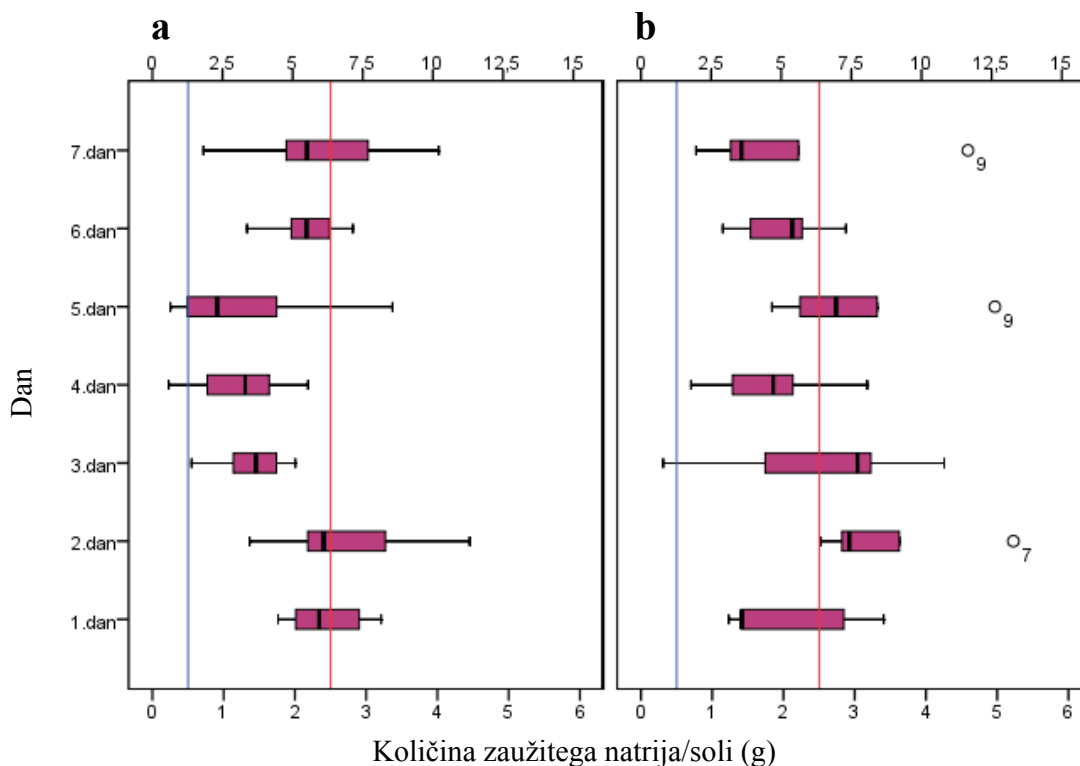 a b
0 2,5 5 7,5 10 12,5 15 0 2,5 5 7,5 10 12,5 15
7.dan
9
6.dan
5.dan
9
4.dan
3.dan
2.dan
7
1.dan
Dan
0 1 2 3 4 5 6 0 1 2 3 4 5 6
Količina zaužitega natrija/soli (g)